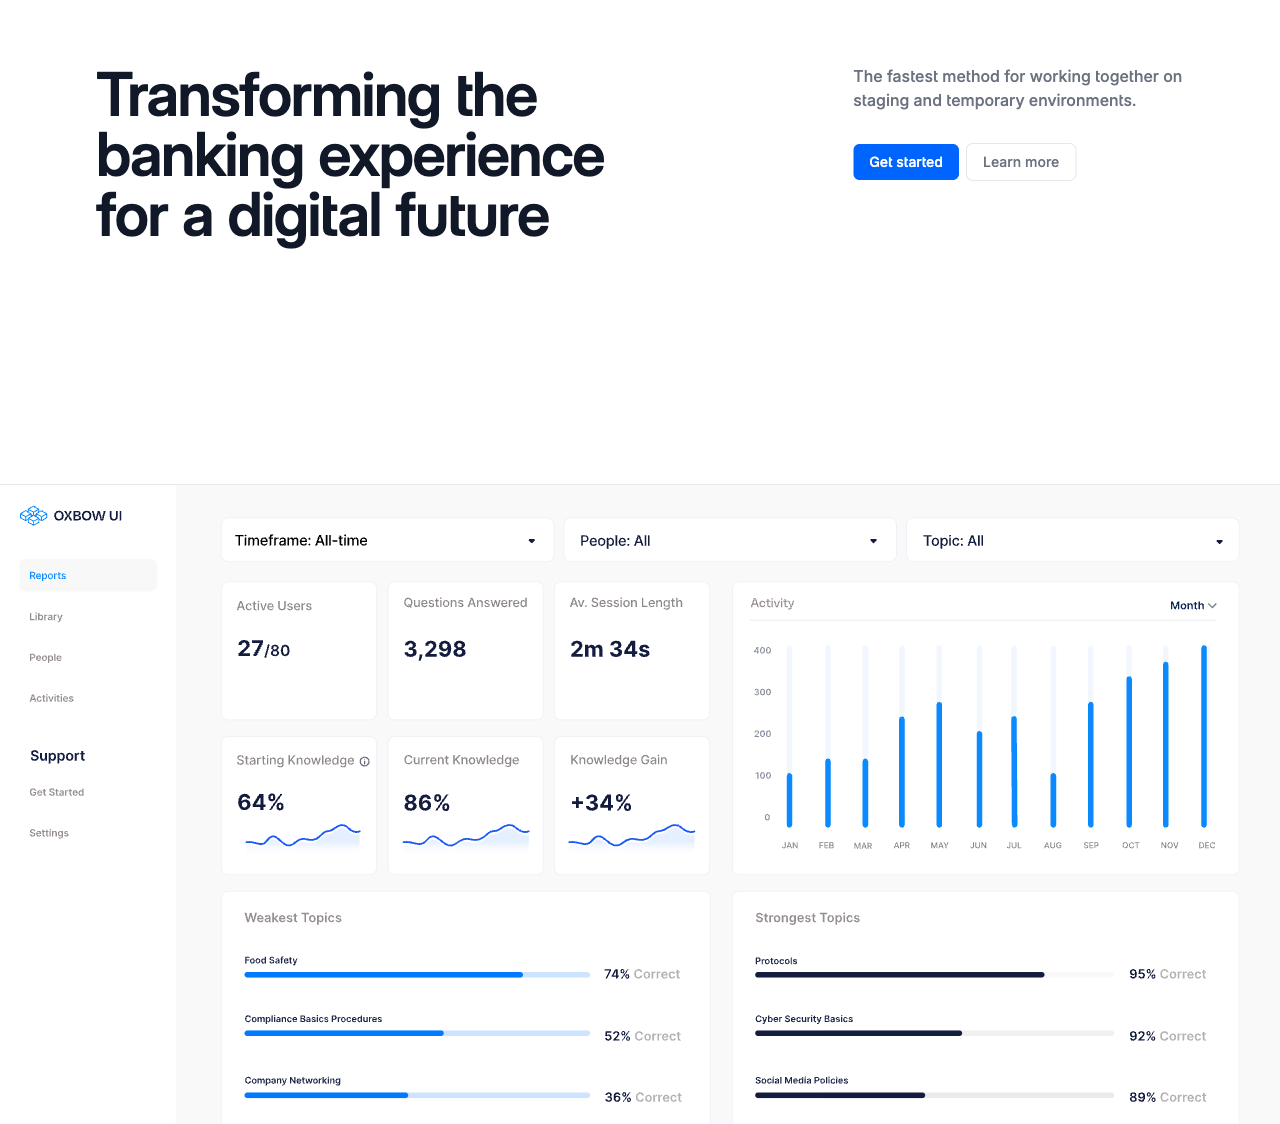 Transforming the
banking experience
for a digital future
The fastest method for working together on
staging and temporary environments.
Get started
Learn more
OXBOW UI
Reports
Library
People
Activities
Support
Get Started
Settings
Timeframe: All-time
People: All
Topic: All
Active Users
27/80
Questions Answered
3,298
Av. Session Length
2m 34s
Starting Knowledge
64%
Current Knowledge
86%
Knowledge Gain
+34%
Activity
Month
400
300
200
100
0
JAN FEB MAR APR MAY JUN JUL AUG SEP OCT NOV DEC
Weakest Topics
Food Safety
74% Correct
Compliance Basics Procedures
52% Correct
Company Networking
36% Correct
Strongest Topics
Protocols
95% Correct
Cyber Security Basics
92% Correct
Social Media Policies
89% Correct